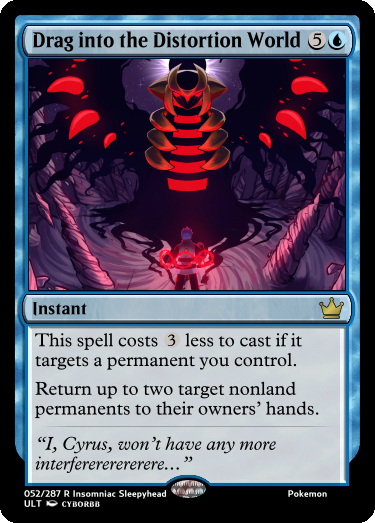 Drag into the Distortion World 5
Instant
This spell costs 3 less to cast if it
targets a permanent you control.
Return up to two target nonland
permanents to their owners’ hands.
“I, Cyrus, won’t have any more
interferererererere…”
052/287 R Insomniac Sleepyhead Pokemon
ULT CYBORBB